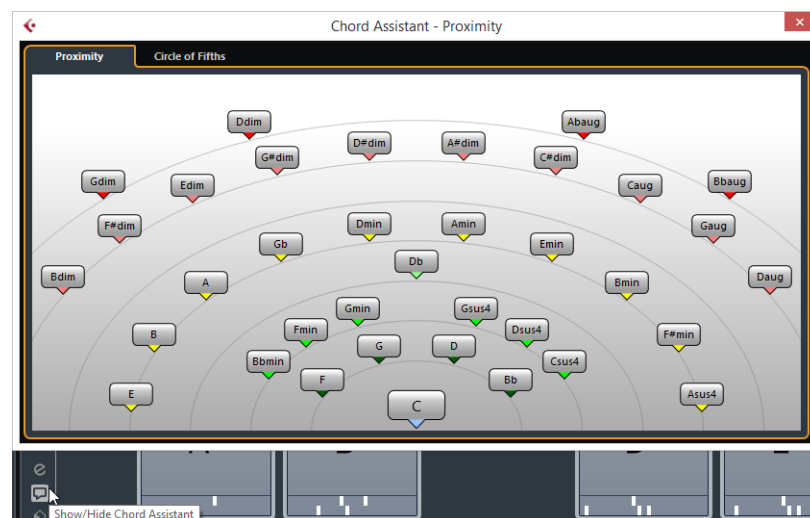 Chord Assistant - Proximity
Proximity
Circle of Fifths
Ddim
Abaug
G#dim
D#dim
A#dim
C#dim
Gdim
Edim
Caug
Bbaug
F#dim
Gb
Dmin
Amin
Emin
Gaug
Bdim
A
Db
Bmin
Daug
B
Fmin
Gmin
Gsus4
Dsus4
F#min
Bbmin
G
D
Csus4
E
F
C
Bb
Asus4
Show/Hide Chord Assistant